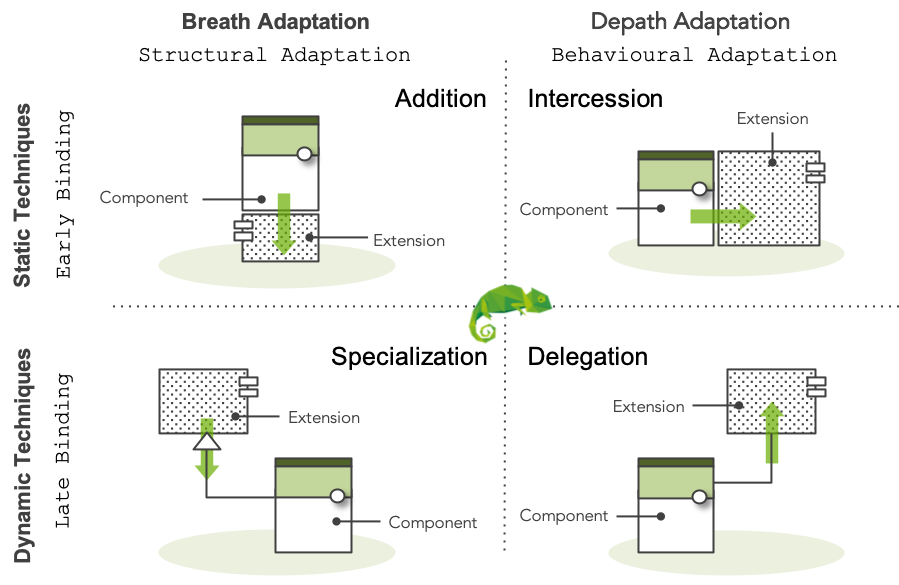 Breath Adaptation
Structural Adaptation
Depath Adaptation
Behavioural Adaptation
Static Techniques
Early Binding
Addition
Component
Extension
Intercession
Extension
Component
Dynamic Techniques
Late Binding
Specialization
Extension
Component
Delegation
Extension
Component